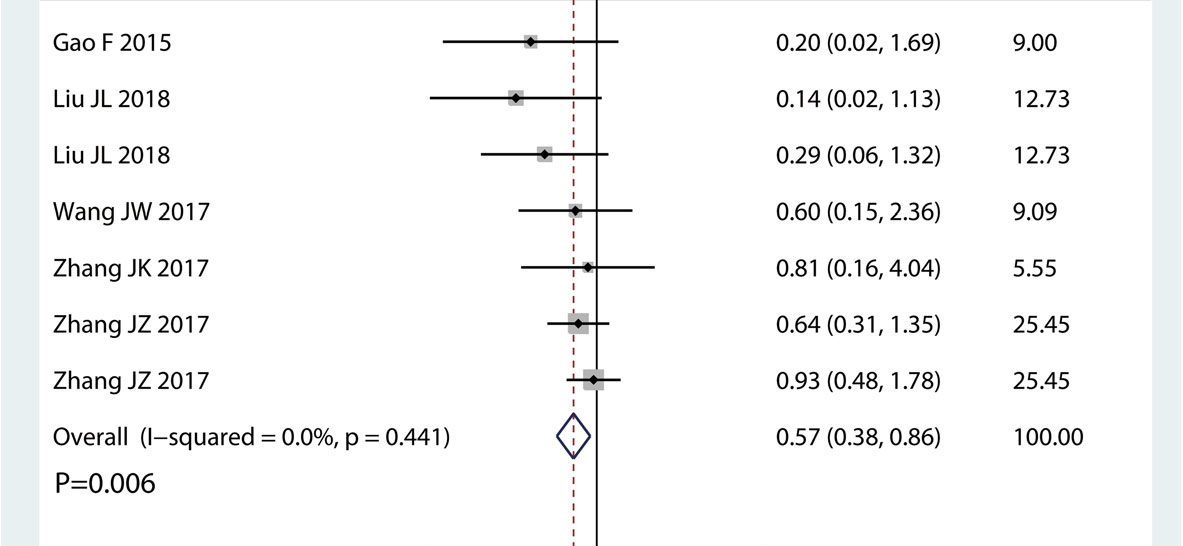 Gao F 2015 0.20 (0.02, 1.69) 9.00
Liu JL 2018 0.14 (0.02, 1.13) 12.73
Liu JL 2018 0.29 (0.06, 1.32) 12.73
Wang JW 2017 0.60 (0.15, 2.36) 9.09
Zhang JK 2017 0.81 (0.16, 4.04) 5.55
Zhang JZ 2017 0.64 (0.31, 1.35) 25.45
Zhang JZ 2017 0.93 (0.48, 1.78) 25.45
Overall (I−squared = 0.0%, p = 0.441) 0.57 (0.38, 0.86) 100.00
P=0.006